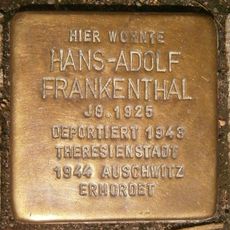 HIER WOHNTE
HANS-ADOLF
FRANKENTHAL
JG. 1925
DEPORTIERT 1943
THERESIENSTADT
1944 AUSCHWITZ
ERMORDET